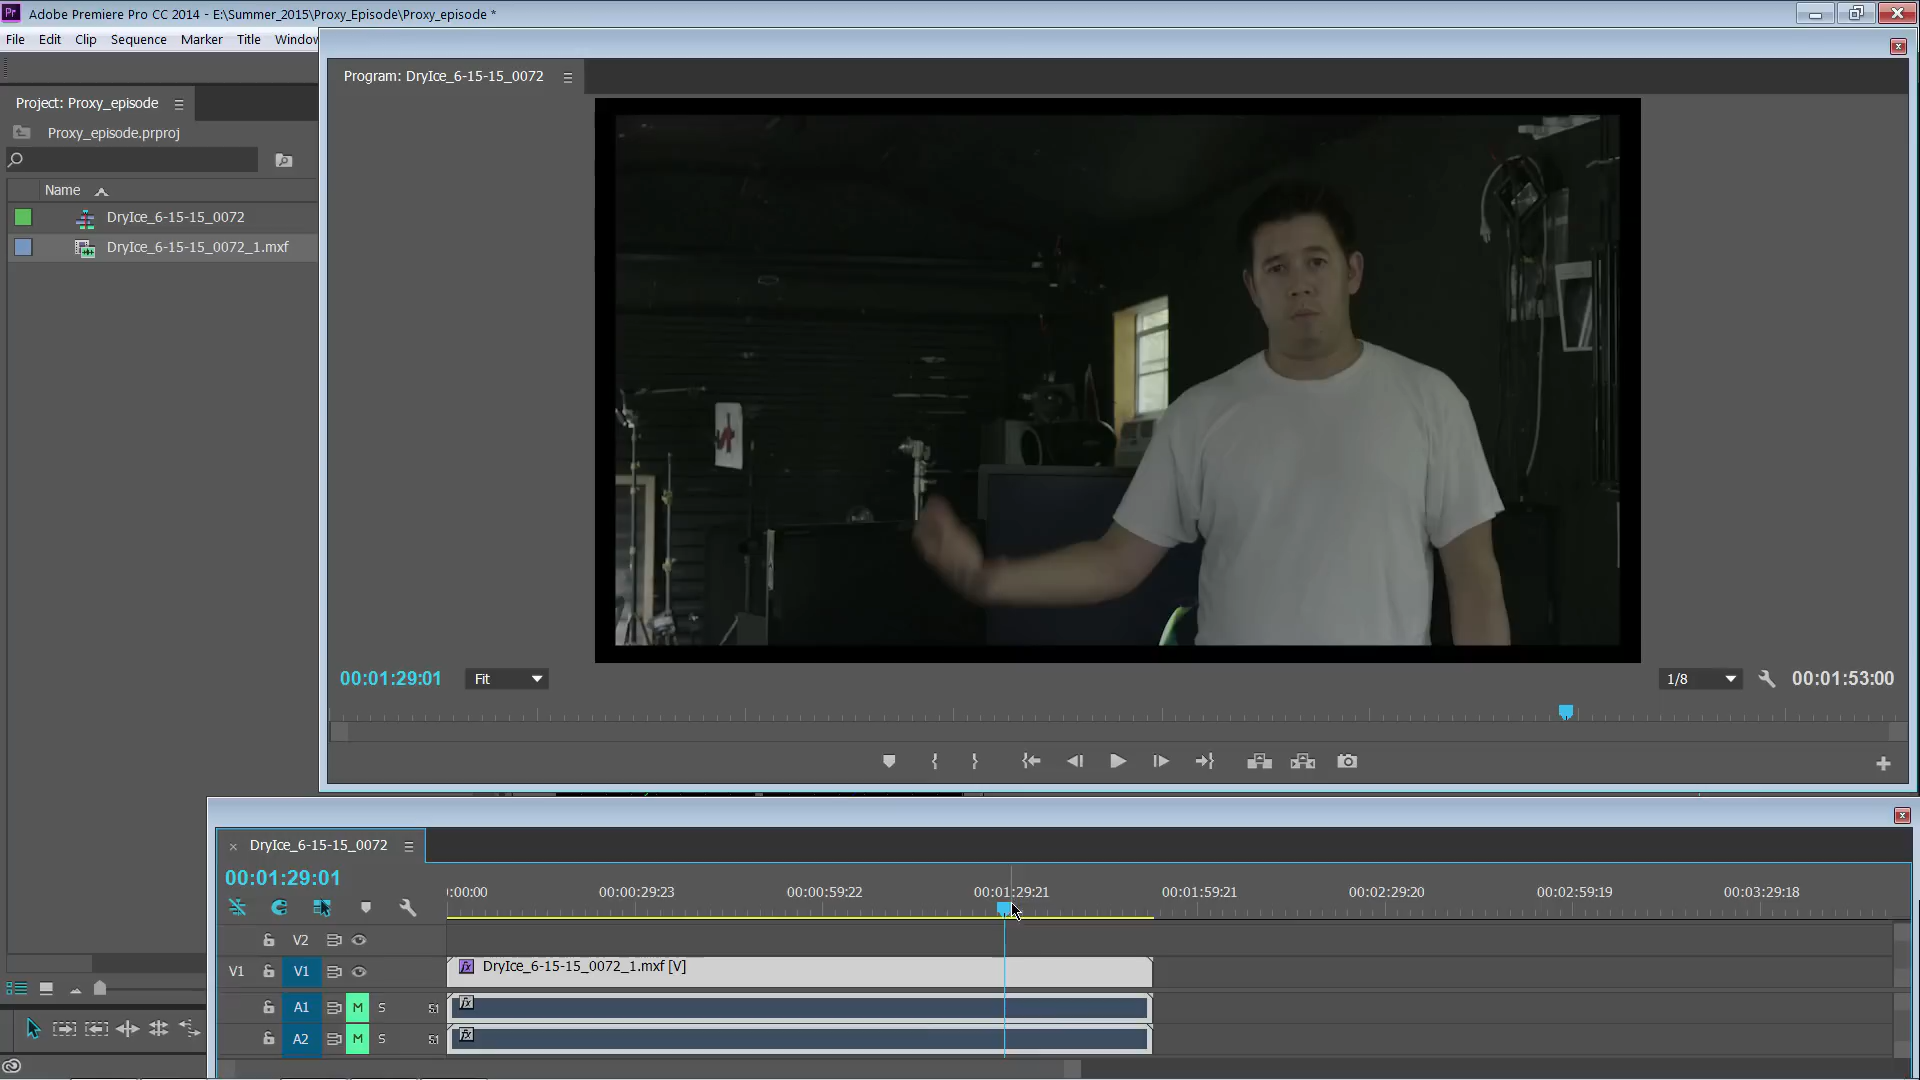 Adobe Premiere Pro CC 2014 - E:\Summer_2015\Proxy_Episode\Proxy_episode *
File Edit Clip Sequence Marker Title Window
Program: DryIce_6-15-15_0072
Project: Proxy_episode
Proxy_episode.prproj
Name
DryIce_6-15-15_0072
DryIce_6-15-15_0072_1.mxf
00:01:29:01 Fit 1/8 00:01:53:00
DryIce_6-15-15_0072
00:01:29:01
:00:00 00:00:29:23 00:00:59:22 00:01:29:21 00:01:59:21 00:02:29:20 00:02:59:19 00:03:29:18
V2
V1 V1 fx DryIce_6-15-15_0072_1.mxf [V]
A1 M S fx
A2 M S fx